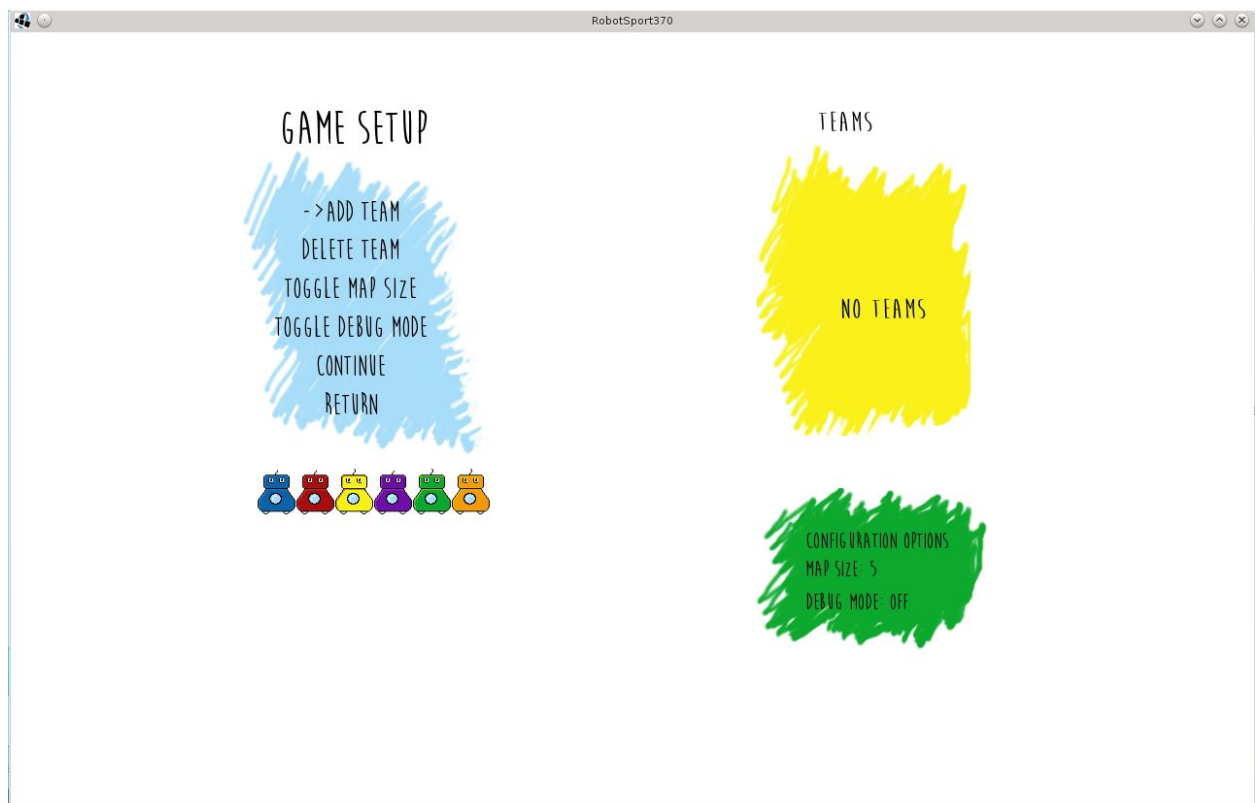 RobotSport370
GAME SETUP
->ADD TEAM
DELETE TEAM
TOGGLE MAP SIZE
TOGGLE DEBUG MODE
CONTINUE
RETURN
TEAMS
NO TEAMS
CONFIGURATION OPTIONS
MAP SIZE: 5
DEBUG MODE: OFF